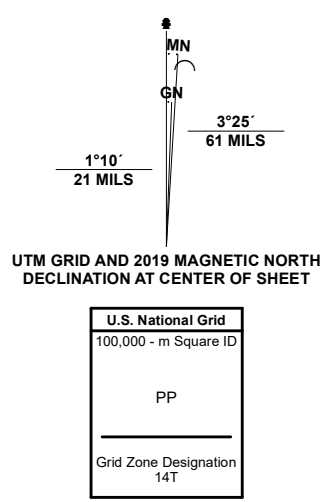 MN
GN
3°25´
61 MILS
1°10´
21 MILS
UTM GRID AND 2019 MAGNETIC NORTH
DECLINATION AT CENTER OF SHEET
U.S. National Grid
100,000 - m Square ID
PP
Grid Zone Designation
14T